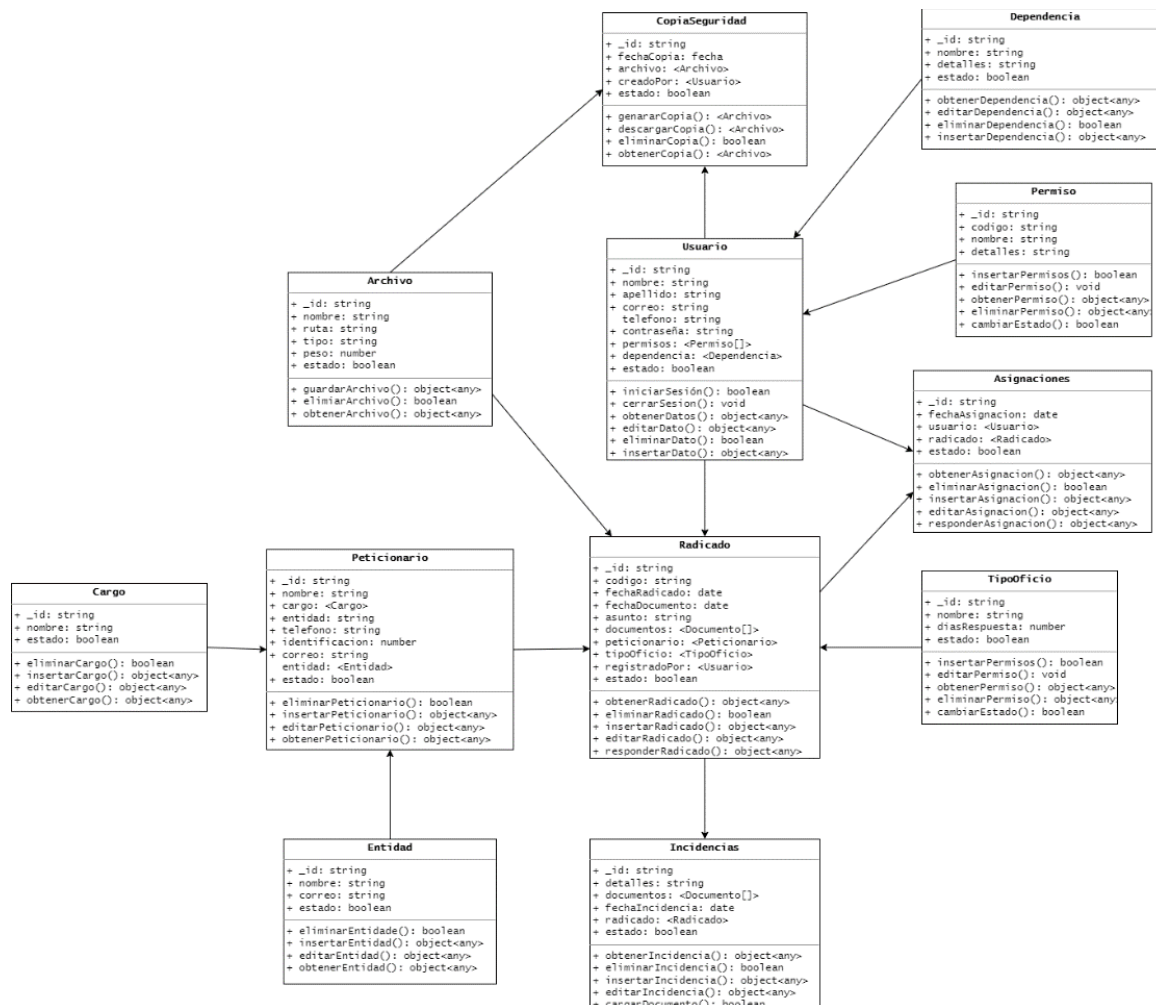 CopiaSeguridad
+ _id: string
+ fechaCopia: fecha
+ archivo: <Archivo>
+ creadoPor: <Usuario>
+ estado: boolean
+ genararCopia(): <Archivo>
+ descargarCopia(): <Archivo>
+ eliminarCopia(): boolean
+ obtenerCopia(): <Archivo>
Dependencia
+ _id: string
+ nombre: string
+ detalles: string
+ estado: boolean
+ obtenerDependencia(): object<any>
+ editarDependencia(): object<any>
+ eliminarDependencia(): boolean
+ insertarDependencia(): object<any>
Permiso
+ _id: string
+ codigo: string
+ nombre: string
+ detalles: string
+ insertarPermisos(): boolean
+ editarPermiso(): void
+ obtenerPermiso(): object<any>
+ eliminarPermiso(): object<any>
+ cambiarEstado(): boolean
Usuario
+ _id: string
+ nombre: string
+ apellido: string
+ correo: string
telefono: string
+ contraseña: string
+ permisos: <Permiso[]>
+ dependencia: <Dependencia>
+ estado: boolean
+ iniciarSesión(): boolean
+ cerrarSesion(): void
+ obtenerDatos(): object<any>
+ editarDato(): object<any>
+ eliminarDato(): boolean
+ insertarDato(): object<any>
Archivo
+ _id: string
+ nombre: string
+ ruta: string
+ tipo: string
+ peso: number
+ estado: boolean
+ guardarArchivo(): object<any>
+ elimiarArchivo(): boolean
+ obtenerArchivo(): object<any>
Asignaciones
+ _id: string
+ fechaAsignacion: date
+ usuario: <Usuario>
+ radicado: <Radicado>
+ estado: boolean
+ obtenerAsignacion(): object<any>
+ eliminarAsignacion(): boolean
+ insertarAsignacion(): object<any>
+ editarAsignacion(): object<any>
+ responderAsignacion(): object<any>
Radicado
+ _id: string
+ codigo: string
+ fechaRadicado: date
+ fechaDocumento: date
+ asunto: string
+ documentos: <Documento[]>
+ peticionario: <Peticionario>
+ tipoOficio: <TipoOficio>
+ registradoPor: <Usuario>
+ estado: boolean
+ obtenerRadicado(): object<any>
+ eliminarRadicado(): boolean
+ insertarRadicado(): object<any>
+ editarRadicado(): object<any>
+ responderRadicado(): object<any>
Peticionario
+ _id: string
+ nombre: string
+ cargo: <Cargo>
+ entidad: string
+ telefono: string
+ identificacion: number
+ correo: string
entidad: <Entidad>
+ estado: boolean
+ eliminarPeticionario(): boolean
+ insertarPeticionario(): object<any>
+ editarPeticionario(): object<any>
+ obtenerPeticionario(): object<any>
Cargo
+ _id: string
+ nombre: string
+ estado: boolean
+ eliminarCargo(): boolean
+ insertarCargo(): object<any>
+ editarCargo(): object<any>
+ obtenerCargo(): object<any>
TipoOficio
+ _id: string
+ nombre: string
+ diasRespuesta: number
+ estado: boolean
+ insertarPermisos(): boolean
+ editarPermiso(): void
+ obtenerPermiso(): object<any>
+ eliminarPermiso(): object<any>
+ cambiarEstado(): boolean
Entidad
+ _id: string
+ nombre: string
+ correo: string
+ estado: boolean
+ eliminarEntidade(): boolean
+ insertarEntidad(): object<any>
+ editarEntidad(): object<any>
+ obtenerEntidad(): object<any>
Incidencias
+ _id: string
+ detalles: string
+ documentos: <Documento[]>
+ fechaIncidencia: date
+ radicado: <Radicado>
+ estado: boolean
+ obtenerIncidencia(): object<any>
+ eliminarIncidencia(): boolean
+ insertarIncidencia(): object<any>
+ editarIncidencia(): object<any>
+ cargarDocumento(): boolean